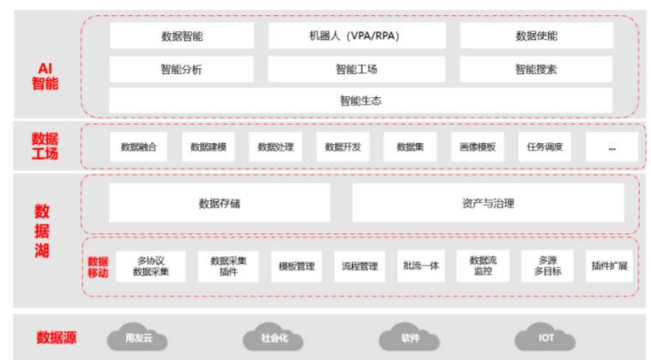 AI
智能
数据智能
机器人（VPA/RPA）
数据使能
智能分析
智能工场
智能搜索
智能生态
数据
工场
数据融合
数据建模
数据处理
数据开发
数据集
画像模板
任务调度
...
数
据
湖
数据存储
资产与治理
数据
移动
多协议
数据采集
数据采集
插件
模板管理
流程管理
批流一体
数据流
监控
多源
多目标
插件扩展
数据源
用友云
社会化
软件
IOT